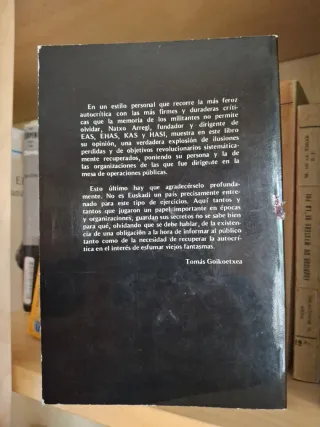 En un estilo personal que recorre la más feroz
autocrítica con las más firmes y duraderas críti-
cas que la memoria de los militantes no permite
olvidar, Natxo Arregi, fundador y dirigente de
EAS, EHAS, KAS y HASI, muestra en este libro
su opinión, una verdadera explosión de ilusiones
perdidas y de objetivos revolucionarios sistemática-
mente recuperados, poniendo su persona y la de
las organizaciones de las que fue dirigente en la
mesa de operaciones públicas.
Esto último hay que agradecérselo profunda-
mente. No es Euskadi un país precisamente entre-
nado para este tipo de ejercicios. Aquí tantos y
tantos que jugaron un papel importante en épocas
y organizaciones, guardan sus secretos no se sabe bien
para qué, olvidando que se debe hablar, de la existen-
cia de una obligación a la hora de informar al público
tanto como de la necesidad de recuperar la autocrí-
tica en el interés de esfumar viejos fantasmas.
Tomás Goikoetxea